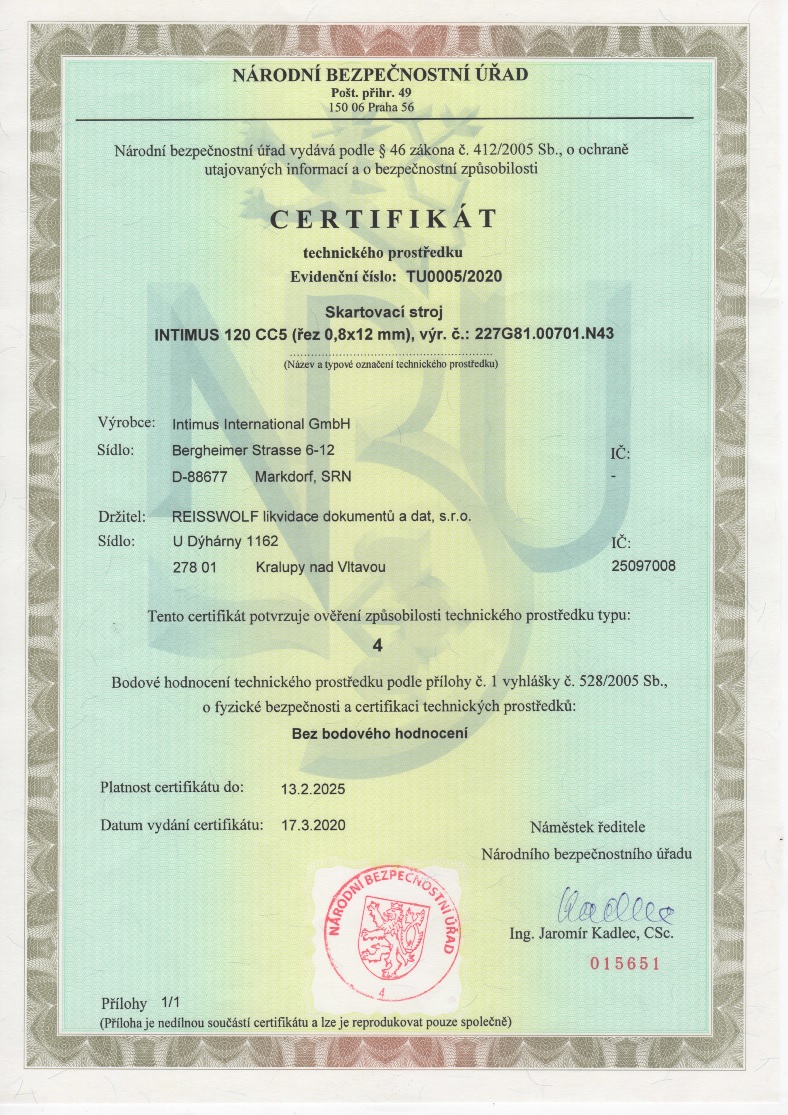 NÁRODNÍ BEZPEČNOSTNÍ ÚŘAD
Pošt. přihr. 49
150 06 Praha 56
Národní bezpečnostní úřad vydává podle § 46 zákona č. 412/2005 Sb., o ochraně
utajovaných informací a o bezpečnostní způsobilosti
CERTIFIKÁT
technického prostředku
Evidenční číslo: TU0005/2020
Skartovací stroj
INTIMUS 120 CC5 (řez 0,8x12 mm), výr. č.: 227G81.00701.N43
(Název a typové označení technického prostředku)
Výrobce: Intimus International GmbH
Sídlo: Bergheimer Strasse 6-12 IČ:
D-88677 Markdorf, SRN -
Držitel: REISSWOLF likvidace dokumentů a dat, s.r.o.
Sídlo: U Dýhárny 1162 IČ:
278 01 Kralupy nad Vltavou 25097008
Tento certifikát potvrzuje ověření způsobilosti technického prostředku typu:
4
Bodové hodnocení technického prostředku podle přílohy č. 1 vyhlášky č. 528/2005 Sb.,
o fyzické bezpečnosti a certifikaci technických prostředků:
Bez bodového hodnocení
Platnost certifikátu do: 13.2.2025
Datum vydání certifikátu: 17.3.2020
Náměstek ředitele
Národního bezpečnostního úřadu
NÁRODNÍ BEZPEČNOSTNÍ ÚŘAD
4
Kadlec
Ing. Jaromír Kadlec, CSc.
015651
Přílohy 1/1
(Příloha je nedílnou součástí certifikátu a lze je reprodukovat pouze společně)
NBÚ